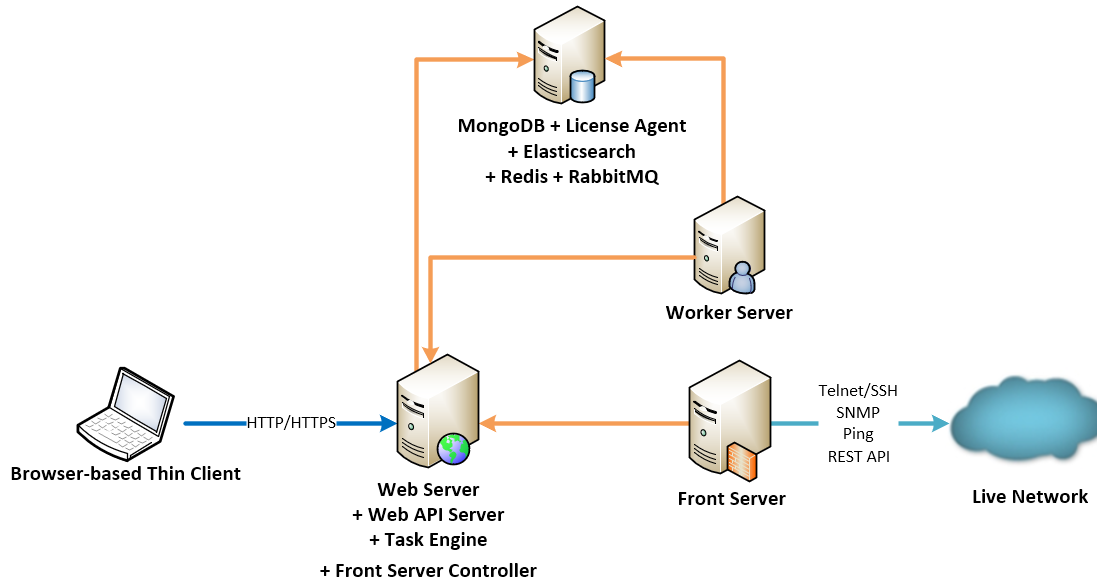 MongoDB + License Agent
+ Elasticsearch
+ Redis + RabbitMQ
Worker Server
HTTP/HTTPS
Browser-based Thin Client
Web Server
+ Web API Server
+ Task Engine
+ Front Server Controller
Front Server
Telnet/SSH
SNMP
Ping
REST API
Live Network